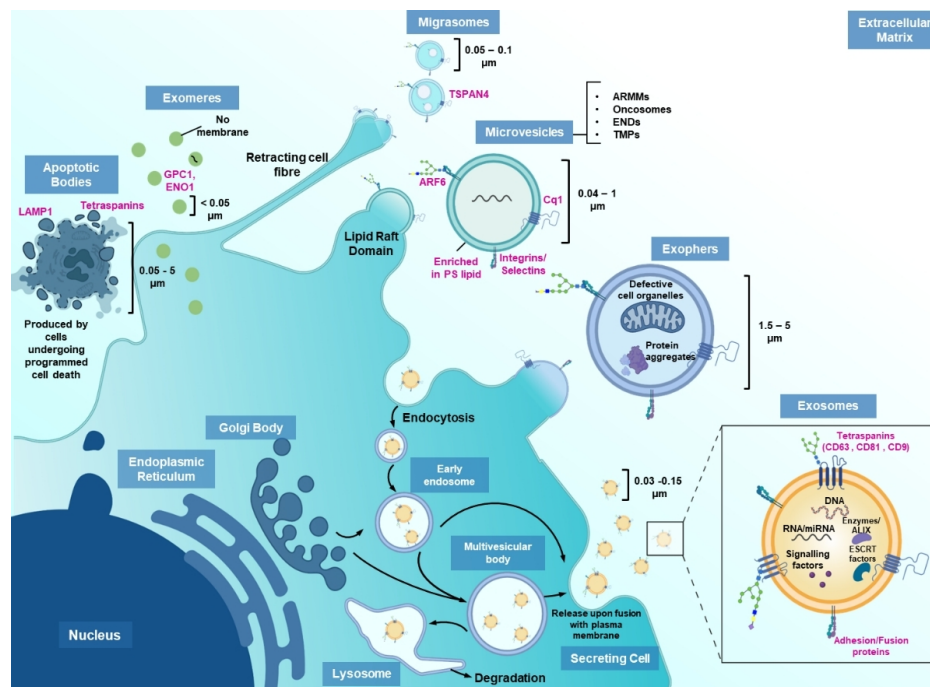 Migrasomes
0.05 – 0.1
µm
TSPAN4
Extracellular
Matrix
Exomeres
No
membrane
GPC1,
ENO1
< 0.05
µm
Retracting cell
fibre
Microvesicles
• ARMMs
• Oncosomes
• ENDs
• TMPs
ARF6
Cq1
0.04 – 1
µm
Enriched
in PS lipid
Integrins/
Selectins
Lipid Raft
Domain
Apoptotic
Bodies
LAMP1
Tetraspanins
0.05 - 5
µm
Produced by
cells
undergoing
programmed
cell death
Exophers
Defective
cell organelles
Protein
aggregates
1.5 – 5
µm
Endocytosis
Golgi Body
Endoplasmic
Reticulum
Early
endosome
Multivesicular
body
0.03 -0.15
µm
Release upon fusion
with plasma
membrane
Nucleus
Lysosome
Degradation
Secreting Cell
Exosomes
Tetraspanins
(CD63 , CD81 , CD9)
DNA
RNA/miRNA
Enzymes/
ALIX
Signalling
factors
ESCRT
factors
Adhesion/Fusion
proteins